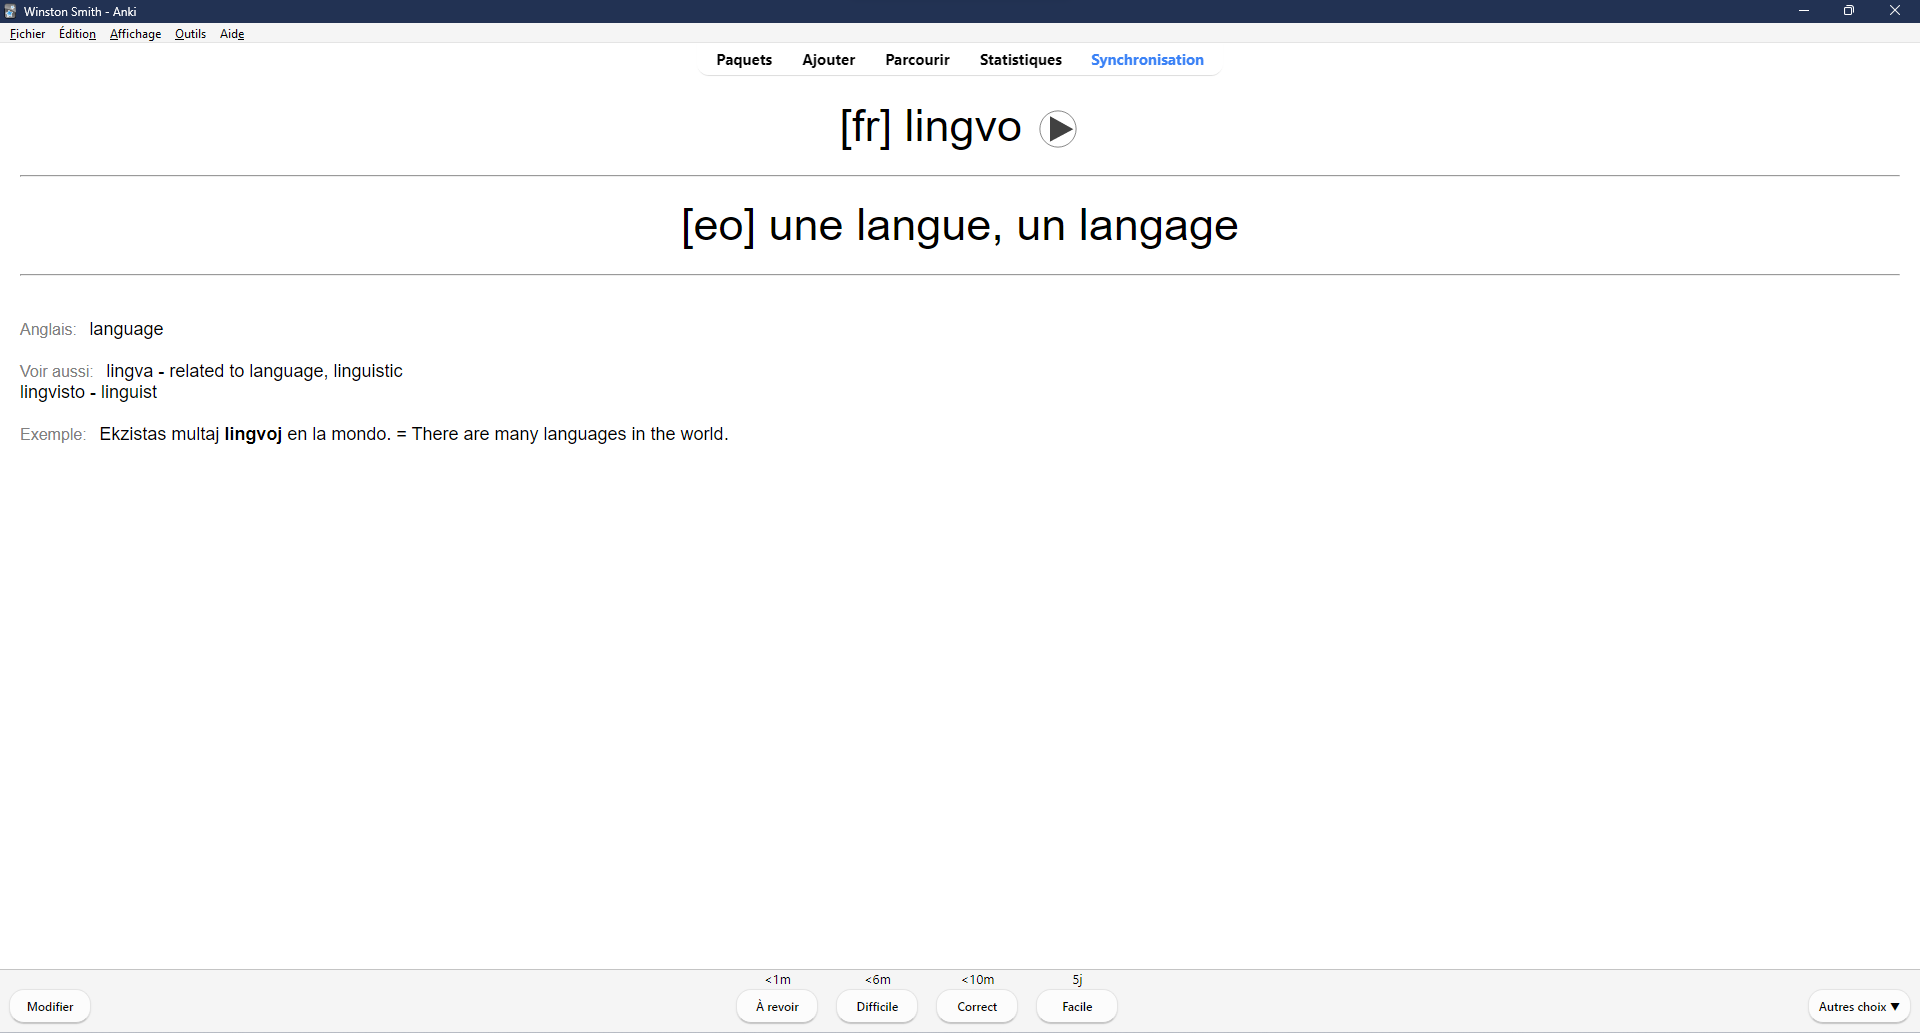 Winston Smith - Anki
Fichier Édition Affichage Outils Aide
Paquets Ajouter Parcourir Statistiques Synchronisation
[fr] lingvo
[eo] une langue, un langage
Anglais: language
Voir aussi: lingva - related to language, linguistic
lingvisto - linguist
Exemple: Ekzistas multaj lingvoj en la mondo. = There are many languages in the world.
<1m <6m <10m 5j
Modifier À revoir Difficile Correct Facile Autres choix ▼